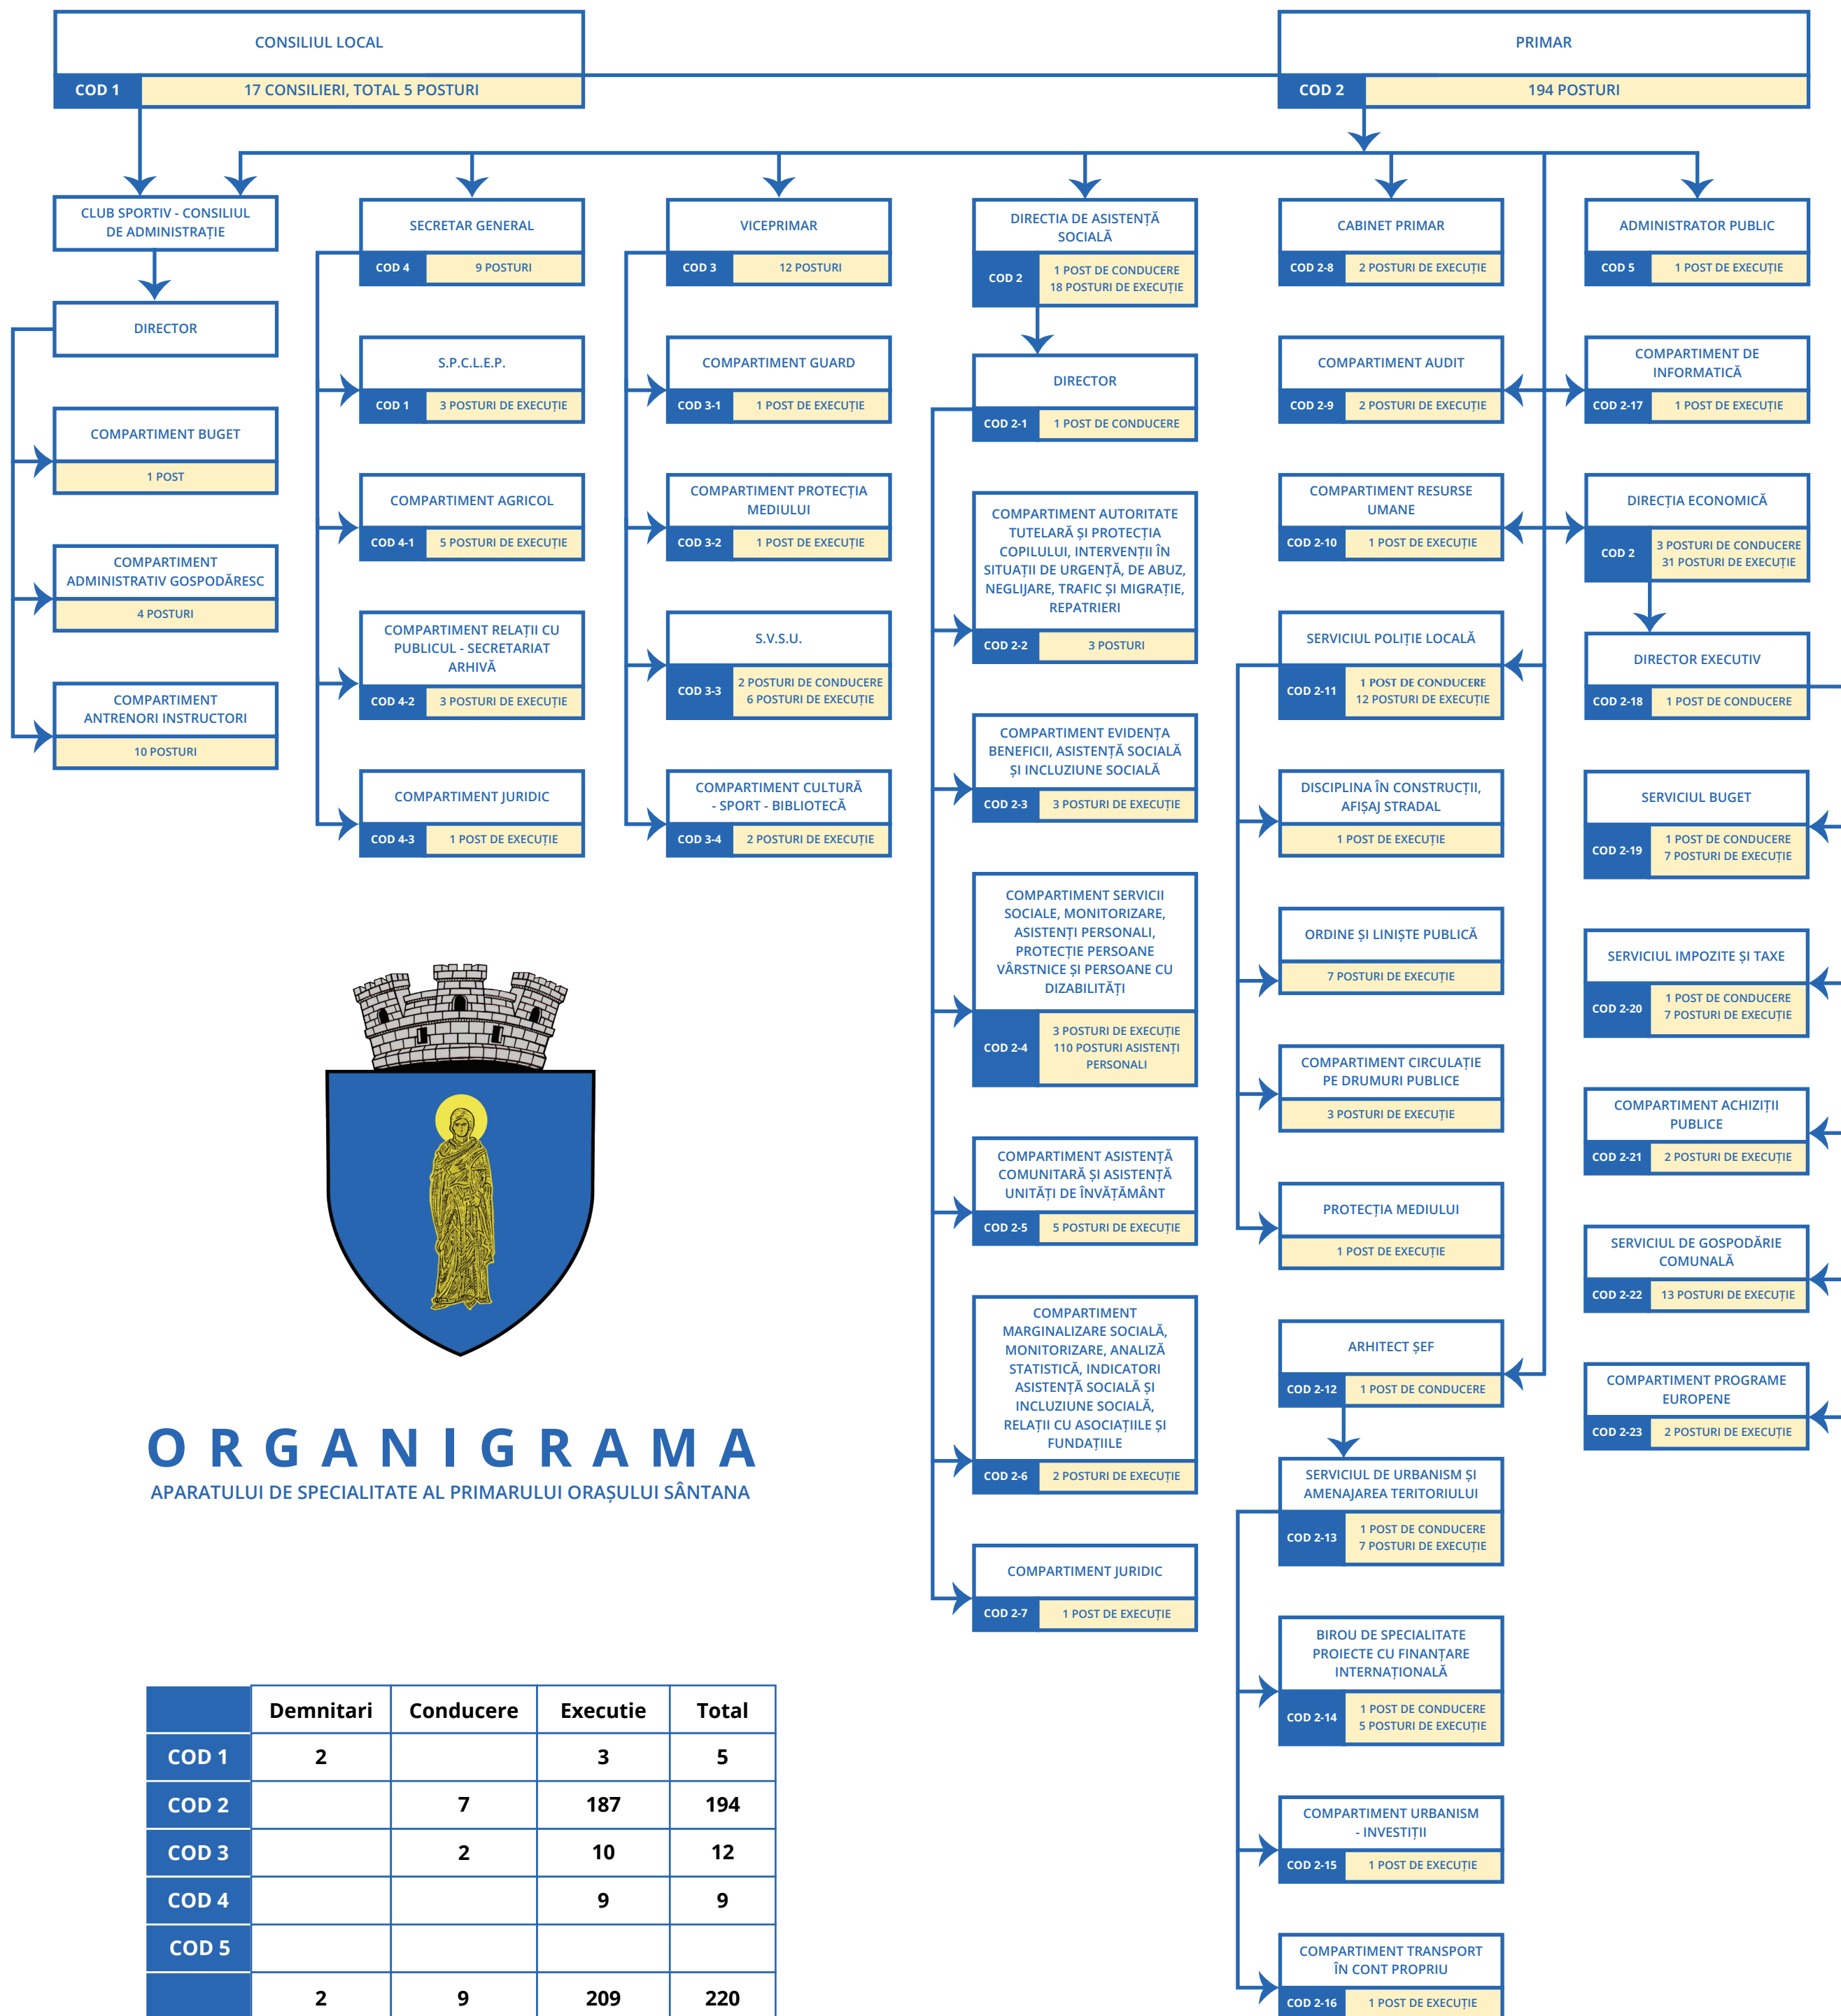 CONSILIUL LOCAL
COD 1
17 CONSILIERI, TOTAL 5 POSTURI
PRIMAR
COD 2
194 POSTURI
CLUB SPORTIV - CONSILIUL
DE ADMINISTRAȚIE
DIRECTOR
COMPARTIMENT BUGET
1 POST
COMPARTIMENT
ADMINISTRATIV GOSPODĂRESC
4 POSTURI
COMPARTIMENT
ANTRENORI INSTRUCTORI
10 POSTURI
SECRETAR GENERAL
COD 4
9 POSTURI
S.P.C.L.E.P.
COD 1
3 POSTURI DE EXECUȚIE
COMPARTIMENT AGRICOL
COD 4-1
5 POSTURI DE EXECUȚIE
COMPARTIMENT RELAȚII CU
PUBLICUL - SECRETARIAT
ARHIVĂ
COD 4-2
3 POSTURI DE EXECUȚIE
COMPARTIMENT JURIDIC
COD 4-3
1 POST DE EXECUȚIE
VICEPRIMAR
COD 3
12 POSTURI
COMPARTIMENT GUARD
COD 3-1
1 POST DE EXECUȚIE
COMPARTIMENT PROTECȚIA
MEDIULUI
COD 3-2
1 POST DE EXECUȚIE
S.V.S.U.
COD 3-3
2 POSTURI DE CONDUCERE
6 POSTURI DE EXECUȚIE
COMPARTIMENT CULTURĂ
- SPORT - BIBLIOTECĂ
COD 3-4
2 POSTURI DE EXECUȚIE
DIRECTIA DE ASISTENȚĂ
SOCIALĂ
COD 2
1 POST DE CONDUCERE
18 POSTURI DE EXECUȚIE
DIRECTOR
COD 2-1
1 POST DE CONDUCERE
COMPARTIMENT AUTORITATE
TUTELARĂ ȘI PROTECȚIA
COPILULUI, INTERVENȚII ÎN
SITUAȚII DE URGENȚĂ, DE ABUZ,
NEGLIJARE, TRAFIC ȘI MIGRAȚIE,
REPATRIERI
COD 2-2
3 POSTURI
COMPARTIMENT EVIDENȚA
BENEFICII, ASISTENȚĂ SOCIALĂ
ȘI INCLUZIUNE SOCIALĂ
COD 2-3
3 POSTURI DE EXECUȚIE
COMPARTIMENT SERVICII
SOCIALE, MONITORIZARE,
ASISTENȚI PERSONALI,
PROTECȚIE PERSOANE
VÂRSTNICE ȘI PERSOANE CU
DIZABILITĂȚI
COD 2-4
3 POSTURI DE EXECUȚIE
110 POSTURI ASISTENȚI
PERSONALI
COMPARTIMENT ASISTENȚĂ
COMUNITARĂ ȘI ASISTENȚĂ
UNITĂȚI DE ÎNVĂȚĂMÂNT
COD 2-5
5 POSTURI DE EXECUȚIE
COMPARTIMENT
MARGINALIZARE SOCIALĂ,
MONITORIZARE, ANALIZĂ
STATISTICĂ, INDICATORI
ASISTENȚĂ SOCIALĂ ȘI
INCLUZIUNE SOCIALĂ,
RELAȚII CU ASOCIAȚIILE ȘI
FUNDAȚIILE
COD 2-6
2 POSTURI DE EXECUȚIE
COMPARTIMENT JURIDIC
COD 2-7
1 POST DE EXECUȚIE
CABINET PRIMAR
COD 2-8
2 POSTURI DE EXECUȚIE
COMPARTIMENT AUDIT
COD 2-9
2 POSTURI DE EXECUȚIE
COMPARTIMENT RESURSE
UMANE
COD 2-10
1 POST DE EXECUȚIE
SERVICIUL POLIȚIE LOCALĂ
COD 2-11
1 POST DE CONDUCERE
12 POSTURI DE EXECUȚIE
DISCIPLINA ÎN CONSTRUCȚII,
AFIȘAJ STRADAL
1 POST DE EXECUȚIE
ORDINE ȘI LINIȘTE PUBLICĂ
7 POSTURI DE EXECUȚIE
COMPARTIMENT CIRCULAȚIE
PE DRUMURI PUBLICE
3 POSTURI DE EXECUȚIE
PROTECȚIA MEDIULUI
1 POST DE EXECUȚIE
ARHITECT ȘEF
COD 2-12
1 POST DE CONDUCERE
SERVICIUL DE URBANISM ȘI
AMENAJAREA TERITORIULUI
COD 2-13
1 POST DE CONDUCERE
7 POSTURI DE EXECUȚIE
BIROU DE SPECIALITATE
PROIECTE CU FINANȚARE
INTERNAȚIONALĂ
COD 2-14
1 POST DE CONDUCERE
5 POSTURI DE EXECUȚIE
COMPARTIMENT URBANISM
- INVESTIȚII
COD 2-15
1 POST DE EXECUȚIE
COMPARTIMENT TRANSPORT
ÎN CONT PROPRIU
COD 2-16
1 POST DE EXECUȚIE
ADMINISTRATOR PUBLIC
COD 5
1 POST DE EXECUȚIE
COMPARTIMENT DE
INFORMATICĂ
COD 2-17
1 POST DE EXECUȚIE
DIRECȚIA ECONOMICĂ
COD 2
3 POSTURI DE CONDUCERE
31 POSTURI DE EXECUȚIE
DIRECTOR EXECUTIV
COD 2-18
1 POST DE CONDUCERE
SERVICIUL BUGET
COD 2-19
1 POST DE CONDUCERE
7 POSTURI DE EXECUȚIE
SERVICIUL IMPOZITE ȘI TAXE
COD 2-20
1 POST DE CONDUCERE
7 POSTURI DE EXECUȚIE
COMPARTIMENT ACHIZIȚII
PUBLICE
COD 2-21
2 POSTURI DE EXECUȚIE
SERVICIUL DE GOSPODĂRIE
COMUNALĂ
COD 2-22
13 POSTURI DE EXECUȚIE
COMPARTIMENT PROGRAME
EUROPENE
COD 2-23
2 POSTURI DE EXECUȚIE
ORGANIGRAMA
APARATULUI DE SPECIALITATE AL PRIMARULUI ORAȘULUI SÂNTANA
Demnitari Conducere Executie Total
COD 1 2 3 5
COD 2 7 187 194
COD 3 2 10 12
COD 4 9 9
COD 5
2 9 209 220